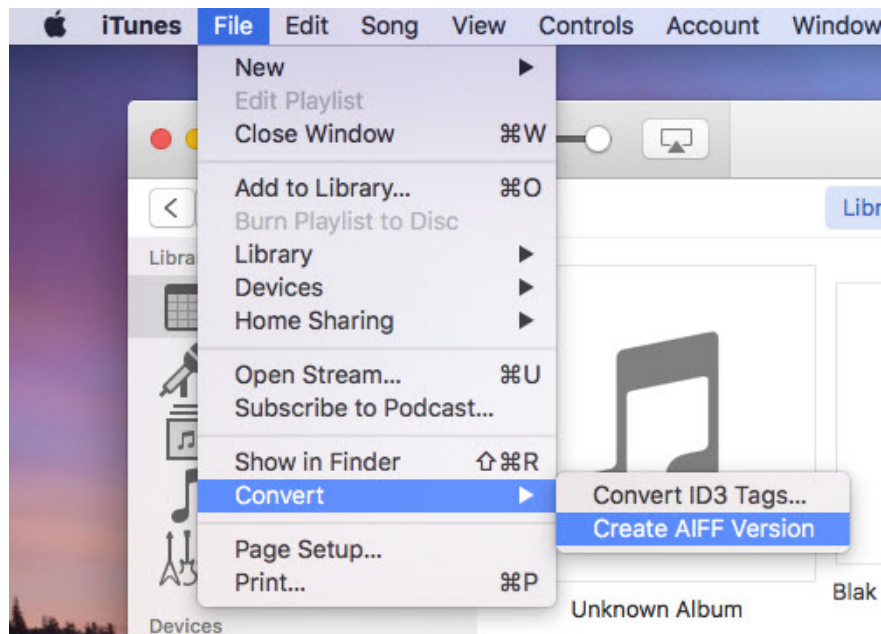 iTunes File Edit Song View Controls Account Window
New
Edit Playlist
Close Window ⌘W
Add to Library... ⌘O
Burn Playlist to Disc
Library
Devices
Home Sharing
Open Stream... ⌘U
Subscribe to Podcast...
Show in Finder ⇧⌘R
Convert
Convert ID3 Tags...
Create AIFF Version
Page Setup...
Print... ⌘P
Libra
Devices
Libr
Unknown Album
Blak